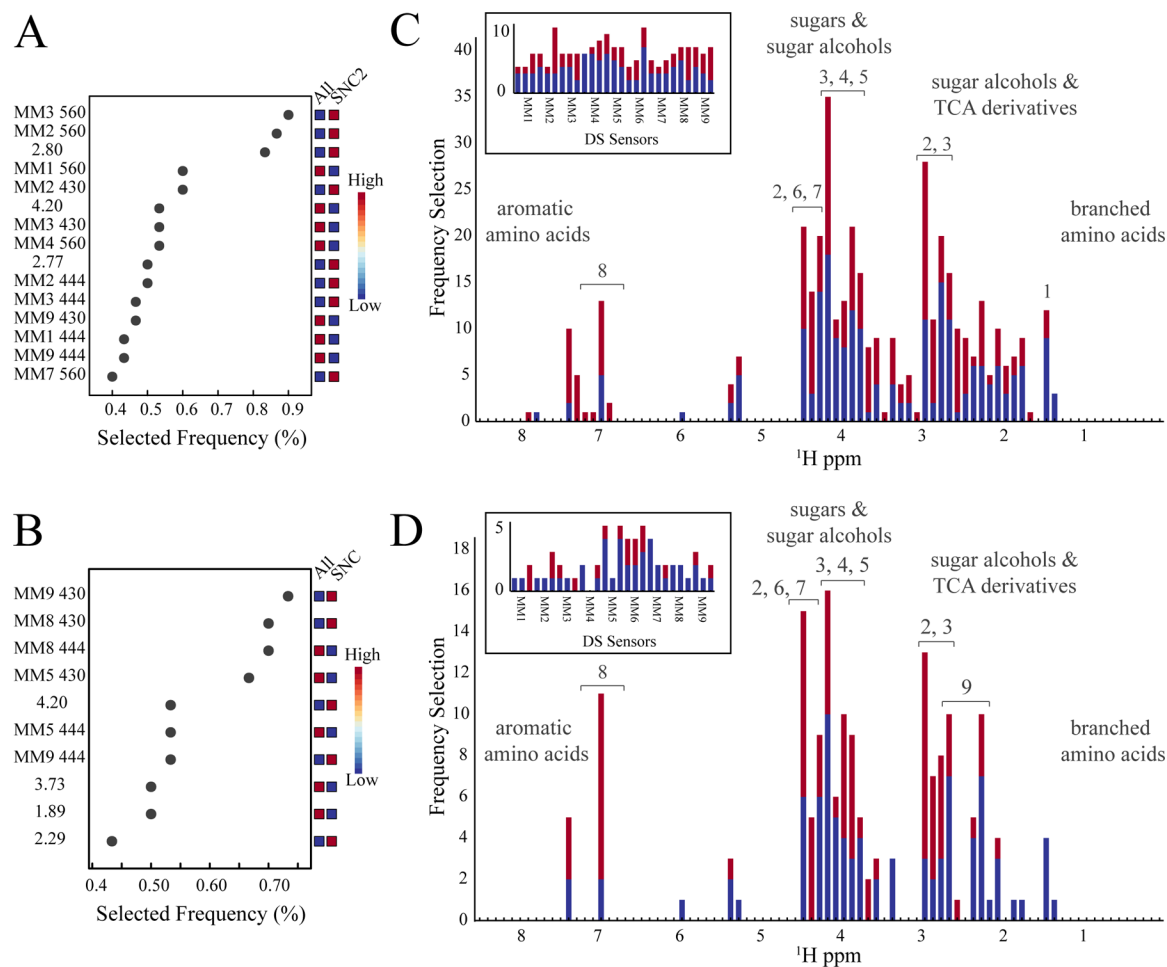 A
All
SNC2
MM3 560
MM2 560
2.80
MM1 560
MM2 430
4.20
MM3 430
MM4 560
2.77
MM2 444
MM3 444
MM9 430
MM1 444
MM9 444
MM7 560
High
Low
0.4 0.5 0.6 0.7 0.8 0.9
Selected Frequency (%)
B
All
SNC
MM9 430
MM8 430
MM8 444
MM5 430
4.20
MM5 444
MM9 444
3.73
1.89
2.29
High
Low
0.4 0.50 0.60 0.70
Selected Frequency (%)
C
10
0
MM1 MM2 MM3 MM4 MM5 MM6 MM7 MM8 MM9
DS Sensors
sugars &
sugar alcohols
3, 4, 5
sugar alcohols &
TCA derivatives
2, 3
2, 6, 7
aromatic
amino acids
8
branched
amino acids
1
Frequency Selection
40
35
30
25
20
15
10
5
0
8 7 6 5 4 3 2 1
¹H ppm
D
5
0
MM1 MM2 MM3 MM4 MM5 MM6 MM7 MM8 MM9
DS Sensors
sugars &
sugar alcohols
3, 4, 5
2, 6, 7
sugar alcohols &
TCA derivatives
2, 3
9
8
aromatic
amino acids
branched
amino acids
Frequency Selection
18
16
14
12
10
8
6
4
2
0
8 7 6 5 4 3 2 1
¹H ppm